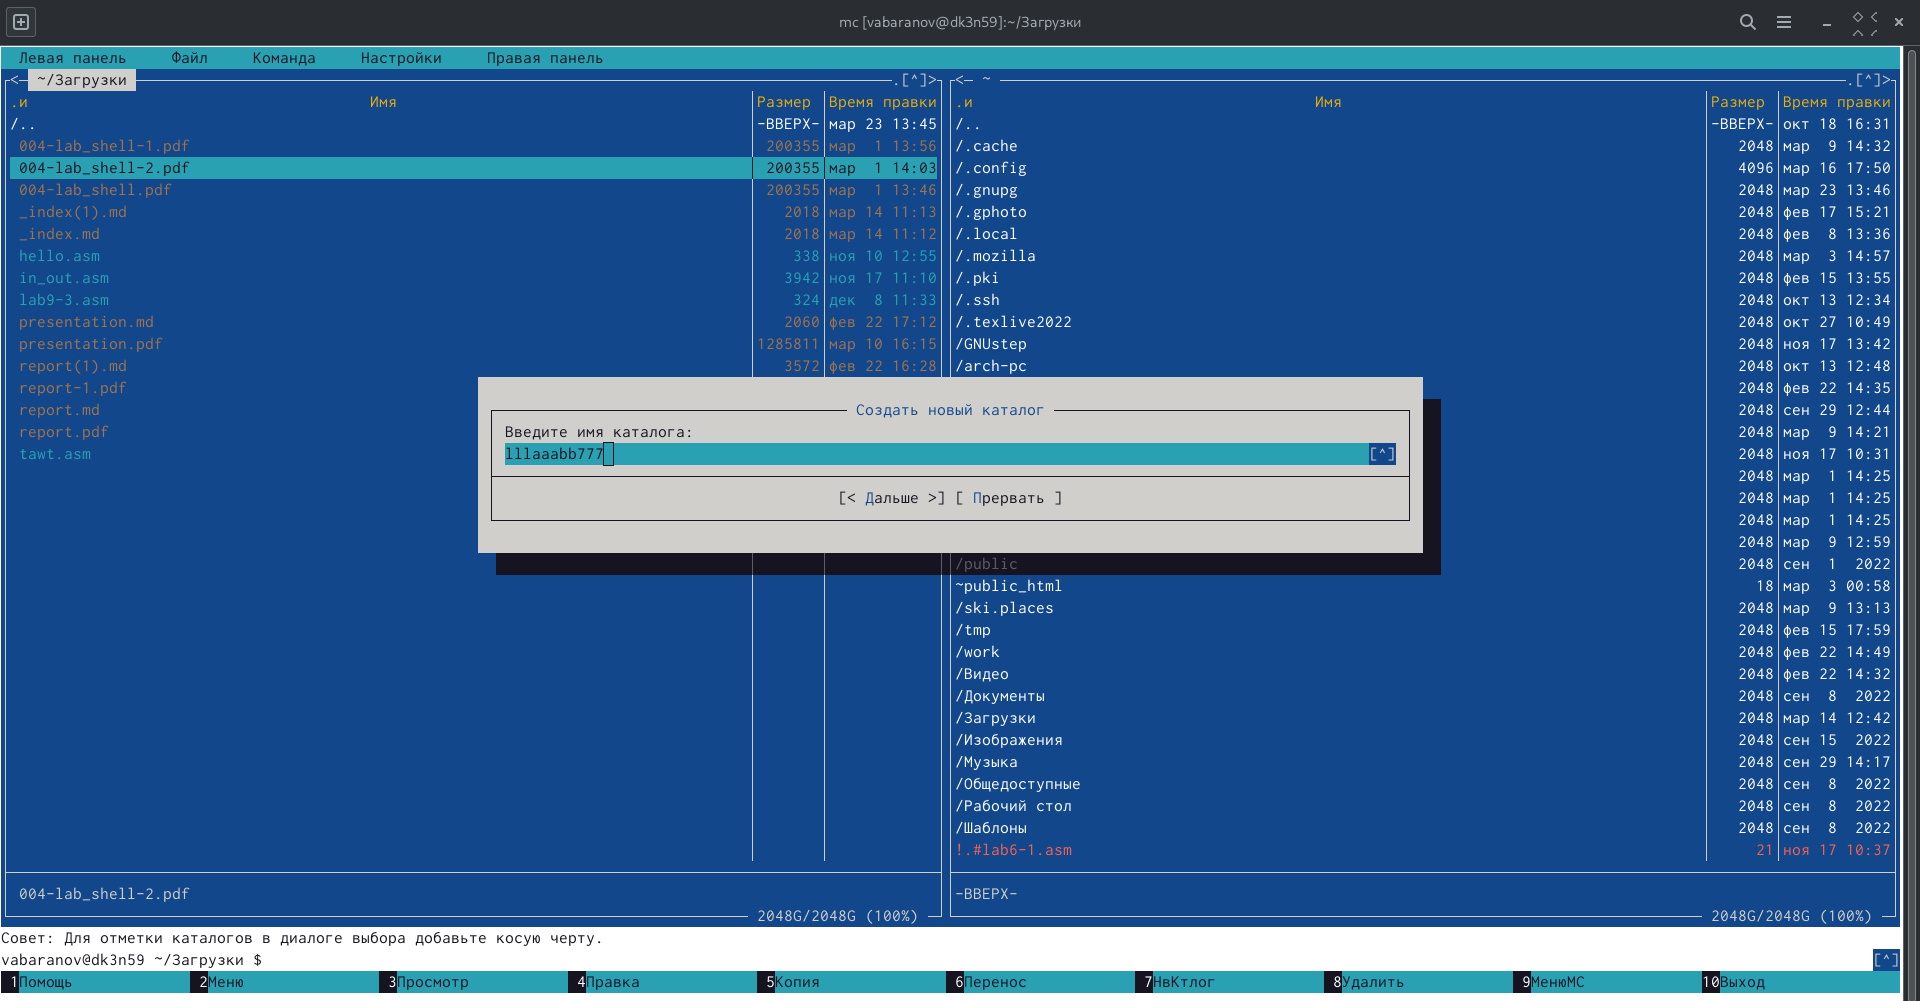 mc [vabaranov@dk3n59]:~/Загрузки
Левая панель Файл Команда Настройки Правая панель
<─ ~/Загрузки .[^]> <─ ~ .[^]>
.и Имя Размер Время правки .и Имя Размер Время правки
/.. -ВВЕРХ- мар 23 13:45 /.. -ВВЕРХ- окт 18 16:31
004-lab_shell-1.pdf 200355 мар 1 13:56 /.cache 2048 мар 9 14:32
004-lab_shell-2.pdf 200355 мар 1 14:03 /.config 4096 мар 16 17:50
004-lab_shell.pdf 200355 мар 1 13:46 /.gnupg 2048 мар 23 13:46
_index(1).md 2018 мар 14 11:13 /.gphoto 2048 фев 17 15:21
_index.md 2018 мар 14 11:12 /.local 2048 фев 8 13:36
hello.asm 338 ноя 10 12:55 /.mozilla 2048 мар 3 14:57
in_out.asm 3942 ноя 17 11:10 /.pki 2048 фев 15 13:55
lab9-3.asm 324 дек 8 11:33 /.ssh 2048 окт 13 12:34
presentation.md 2060 фев 22 17:12 /.texlive2022 2048 окт 27 10:49
presentation.pdf 1285811 мар 10 16:15 /GNUstep 2048 ноя 17 13:42
report(1).md 3572 фев 22 16:28 /arch-pc 2048 окт 13 12:48
report-1.pdf 2048 фев 22 14:35
report.md Создать новый каталог 2048 сен 29 12:44
report.pdf Введите имя каталога: 2048 мар 9 14:21
tawt.asm lllaaabb777 [^] 2048 ноя 17 10:31
2048 мар 1 14:25
[< Дальше >] [ Прервать ] 2048 мар 1 14:25
2048 мар 1 14:25
2048 мар 9 12:59
/public 2048 сен 1 2022
~public_html 18 мар 3 00:58
/ski.places 2048 мар 9 13:13
/tmp 2048 фев 15 17:59
/work 2048 фев 22 14:49
/Видео 2048 фев 22 14:32
/Документы 2048 сен 8 2022
/Загрузки 2048 мар 14 12:42
/Изображения 2048 сен 15 2022
/Музыка 2048 сен 29 14:17
/Общедоступные 2048 сен 8 2022
/Рабочий стол 2048 сен 8 2022
/Шаблоны 2048 сен 8 2022
!.#lab6-1.asm 21 ноя 17 10:37
004-lab_shell-2.pdf -ВВЕРХ-
2048G/2048G (100%) 2048G/2048G (100%)
Совет: Для отметки каталогов в диалоге выбора добавьте косую черту.
vabaranov@dk3n59 ~/Загрузки $ [^]
1Помощь 2Меню 3Просмотр 4Правка 5Копия 6Перенос 7НвКтлог 8Удалить 9МенюМС 10Выход